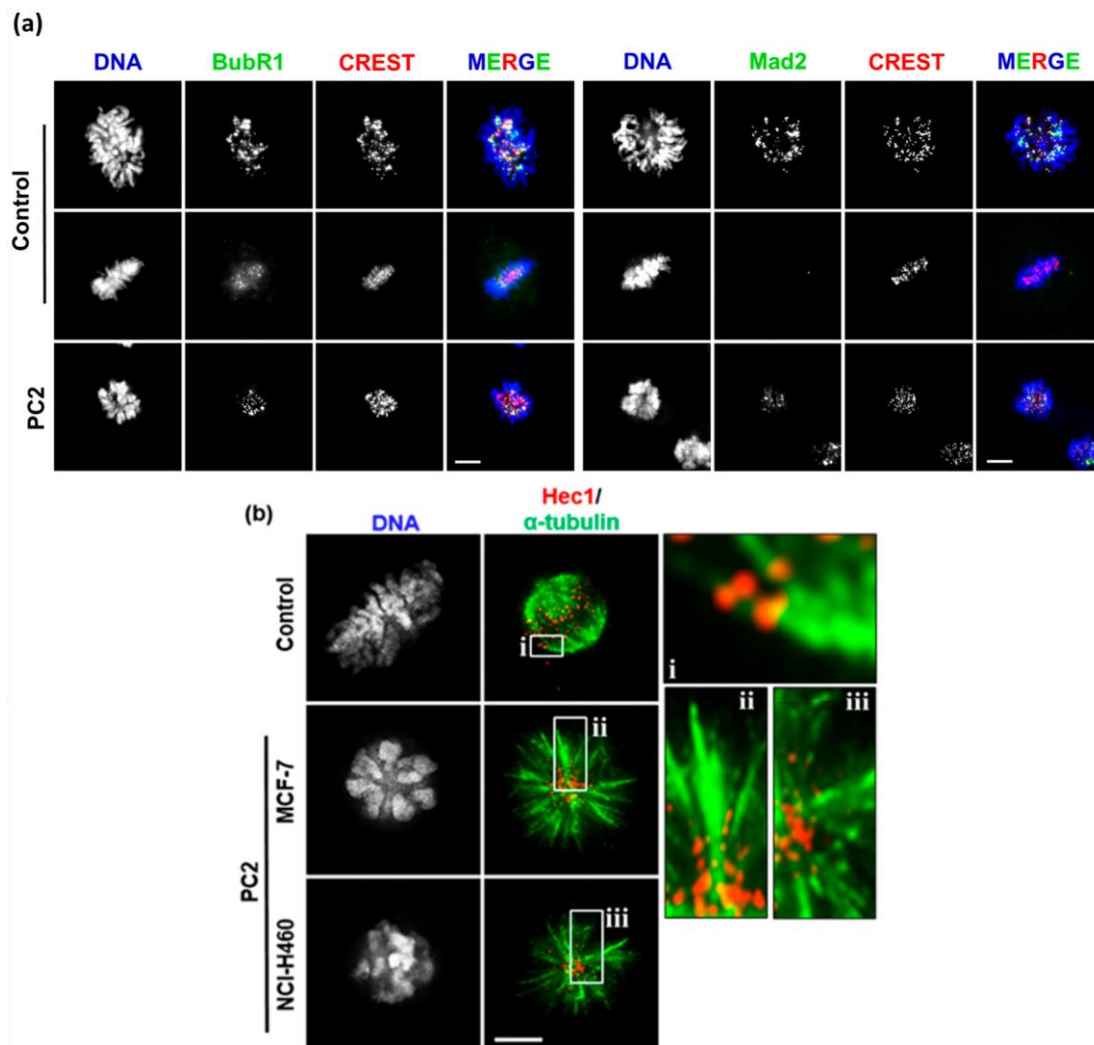 (a)
DNA BubR1 CREST MERGE DNA Mad2 CREST MERGE
Control
PC2
(b)
Hec1/
DNA α-tubulin
Control
i
i
PC2
MCF-7
ii
ii
iii
NCI-H460
iii